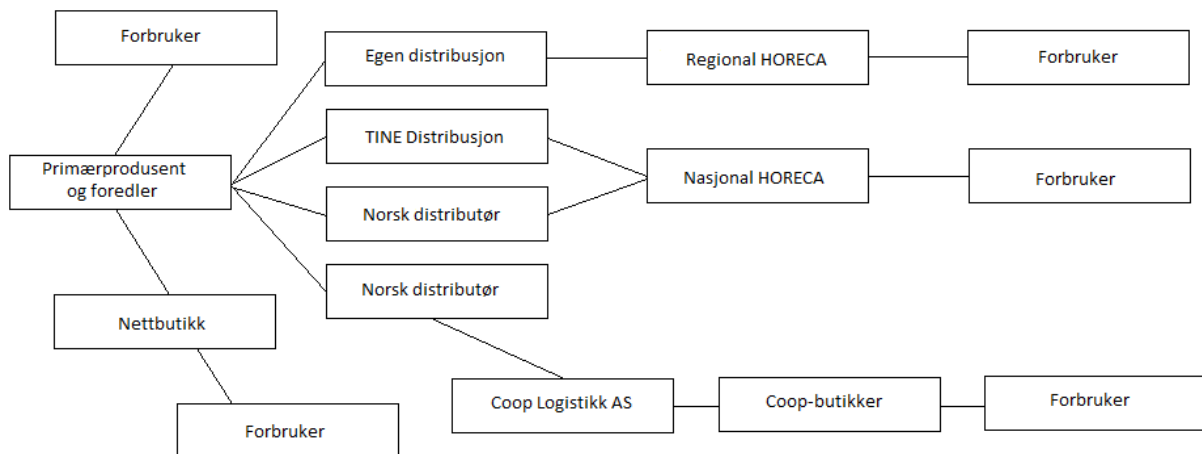 Forbruker
Egen distribusjon
Regional HORECA
Forbruker
TINE Distribusjon
Primærprodusent
og foredler
Nasjonal HORECA
Forbruker
Norsk distributør
Norsk distributør
Nettbutikk
Coop Logistikk AS
Coop-butikker
Forbruker
Forbruker